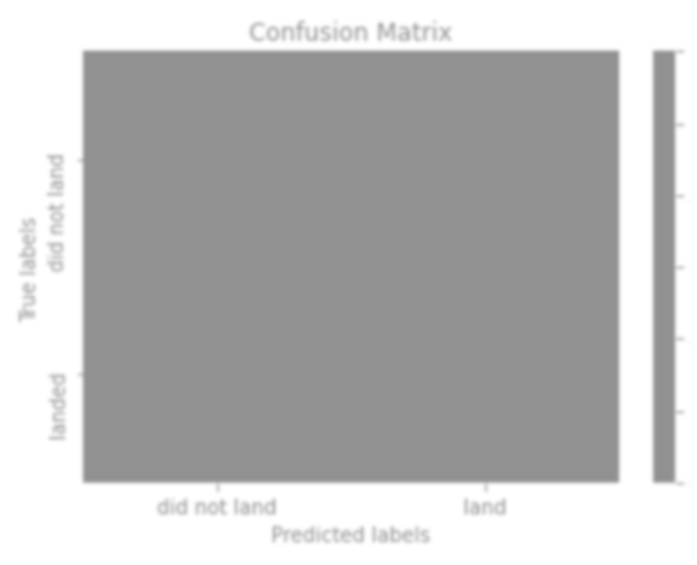 Confusion Matrix
True labels
did not land
landed
did not land
land
Predicted labels